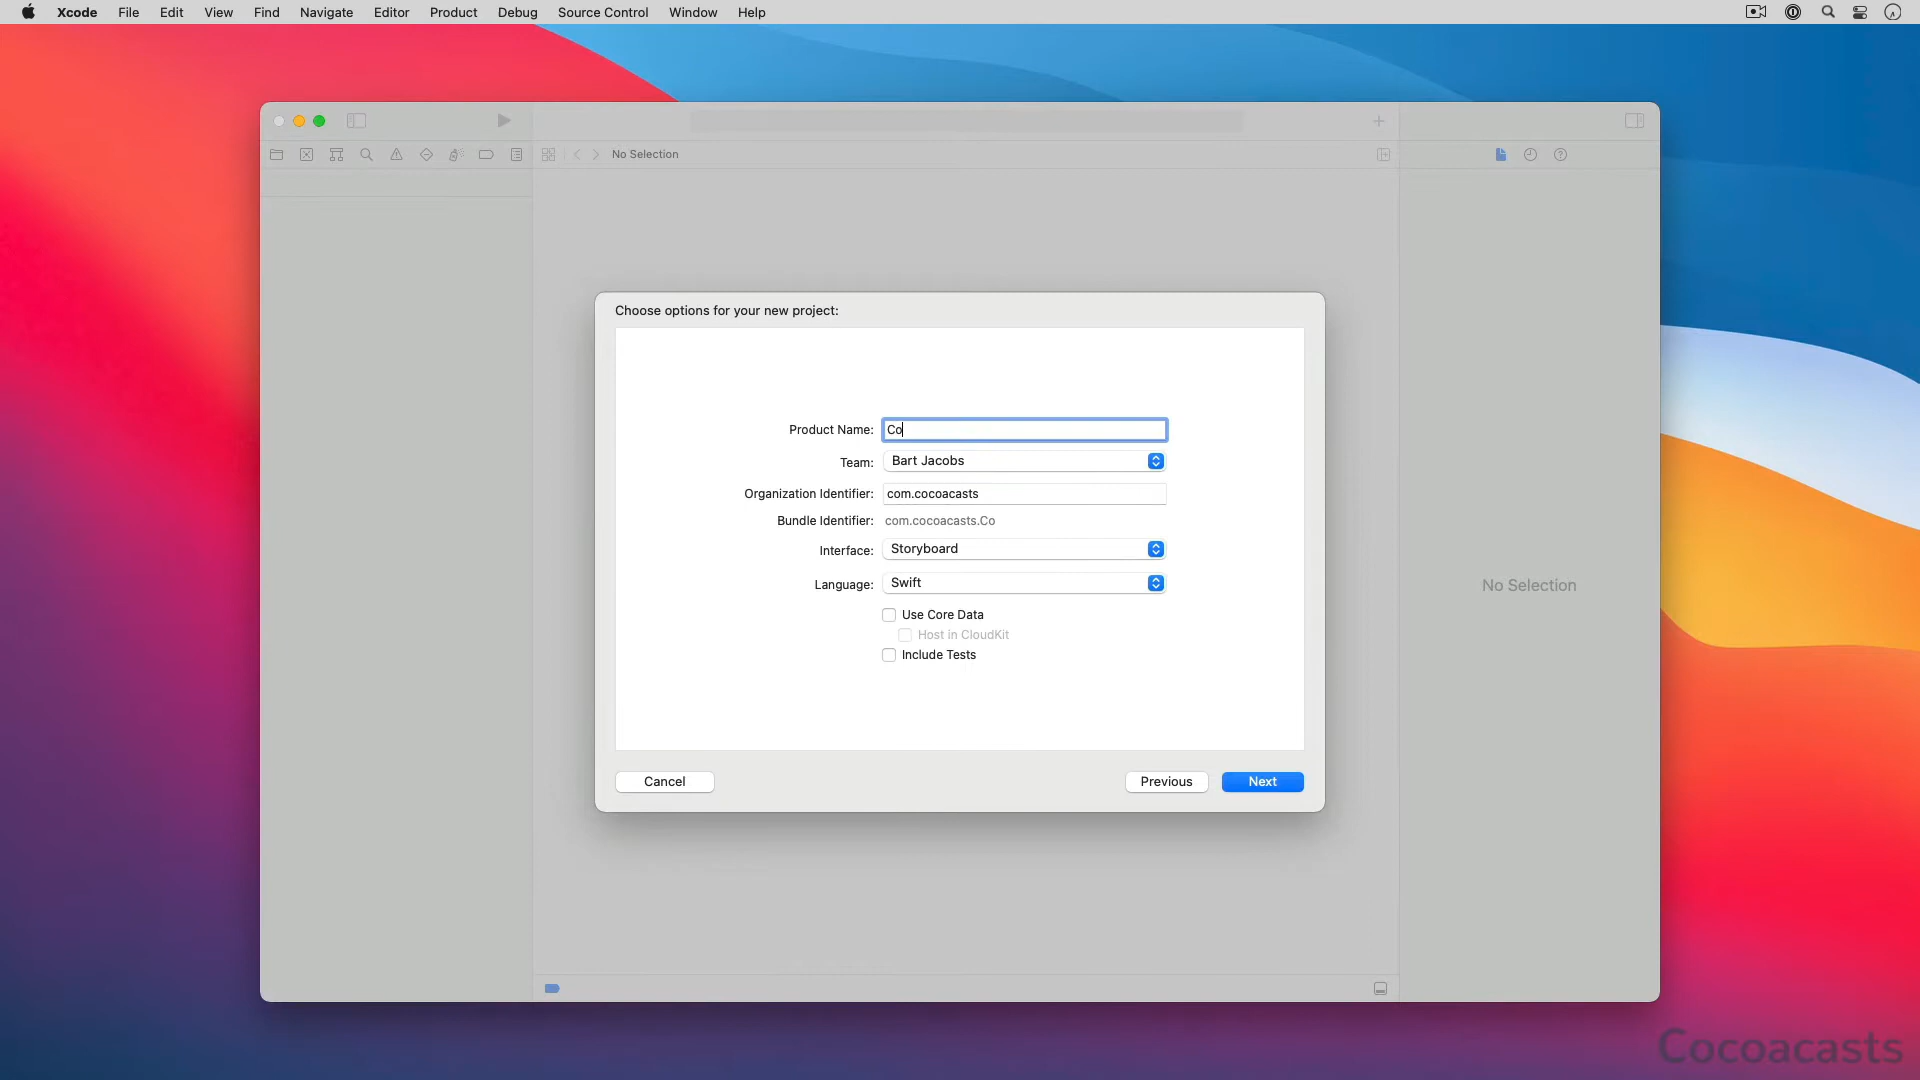 Xcode File Edit View Find Navigate Editor Product Debug Source Control Window Help
No Selection
Choose options for your new project:
Product Name: Co
Team: Bart Jacobs
Organization Identifier: com.cocoacasts
Bundle Identifier: com.cocoacasts.Co
Interface: Storyboard
Language: Swift
Use Core Data
Host in CloudKit
Include Tests
No Selection
Cancel Previous Next
Cocoacasts